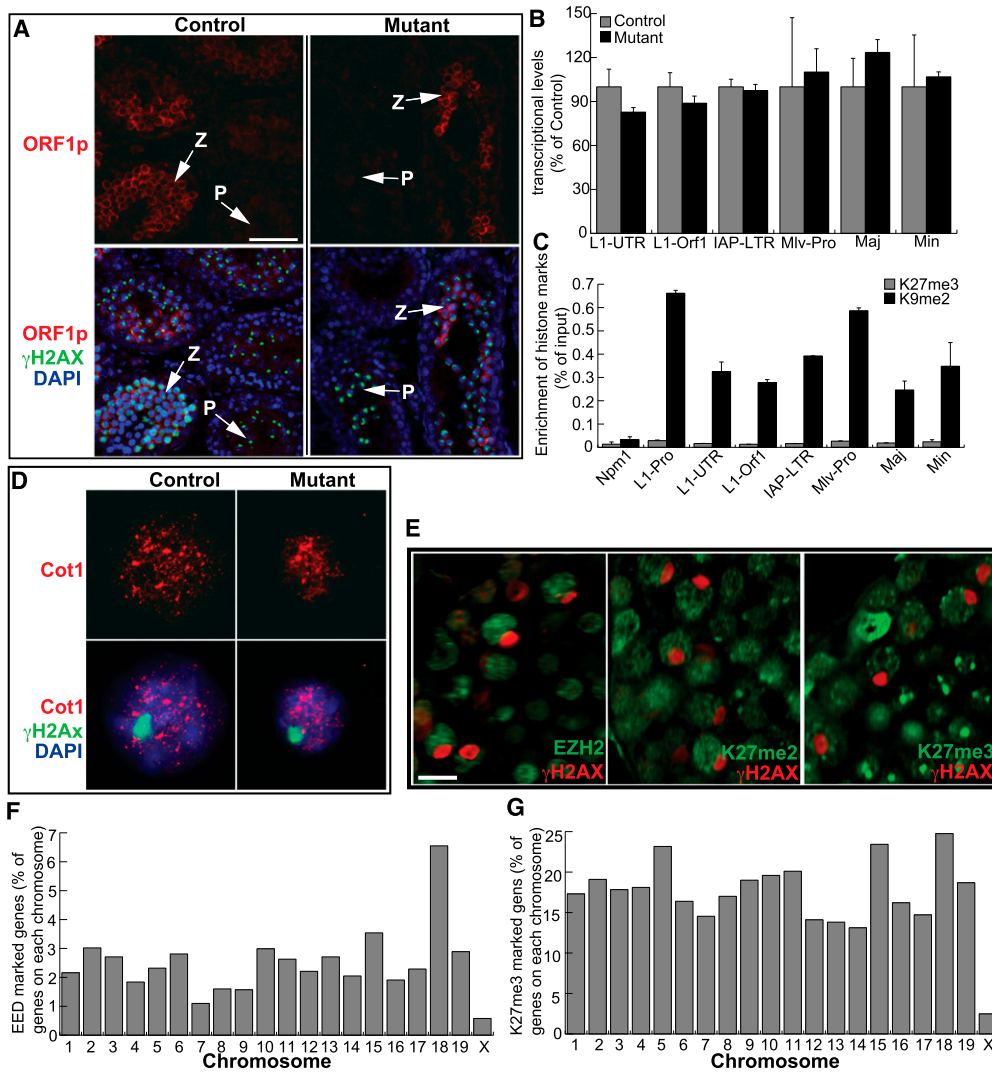 A
Control
Mutant
ORF1p
Z
P
Z
P
ORF1p
γH2AX
DAPI
Z
P
Z
P
B
transcriptional levels
(% of Control)
150
120
90
60
30
0
Control
Mutant
L1-UTR
L1-Orf1
IAP-LTR
Mlv-Pro
Maj
Min
C
Enrichment of histone marks
(% of input)
0.7
0.6
0.5
0.4
0.3
0.2
0.1
0
K27me3
K9me2
Npm1
L1-Pro
L1-UTR
L1-Orf1
IAP-LTR
Mlv-Pro
Maj
Min
D
Control
Mutant
Cot1
Cot1
γH2Ax
DAPI
E
EZH2
γH2AX
K27me2
γH2AX
K27me3
γH2AX
F
EED marked genes (% of
genes on each chromosome)
7
6
5
4
3
2
1
0
1 2 3 4 5 6 7 8 9 10 11 12 13 14 15 16 17 18 19 X
Chromosome
G
K27me3 marked gens (% of
genes on each chromosome)
25
20
15
15
5
0
1 2 3 4 5 6 7 8 9 10 11 12 13 14 15 16 17 18 19 X
Chromosome